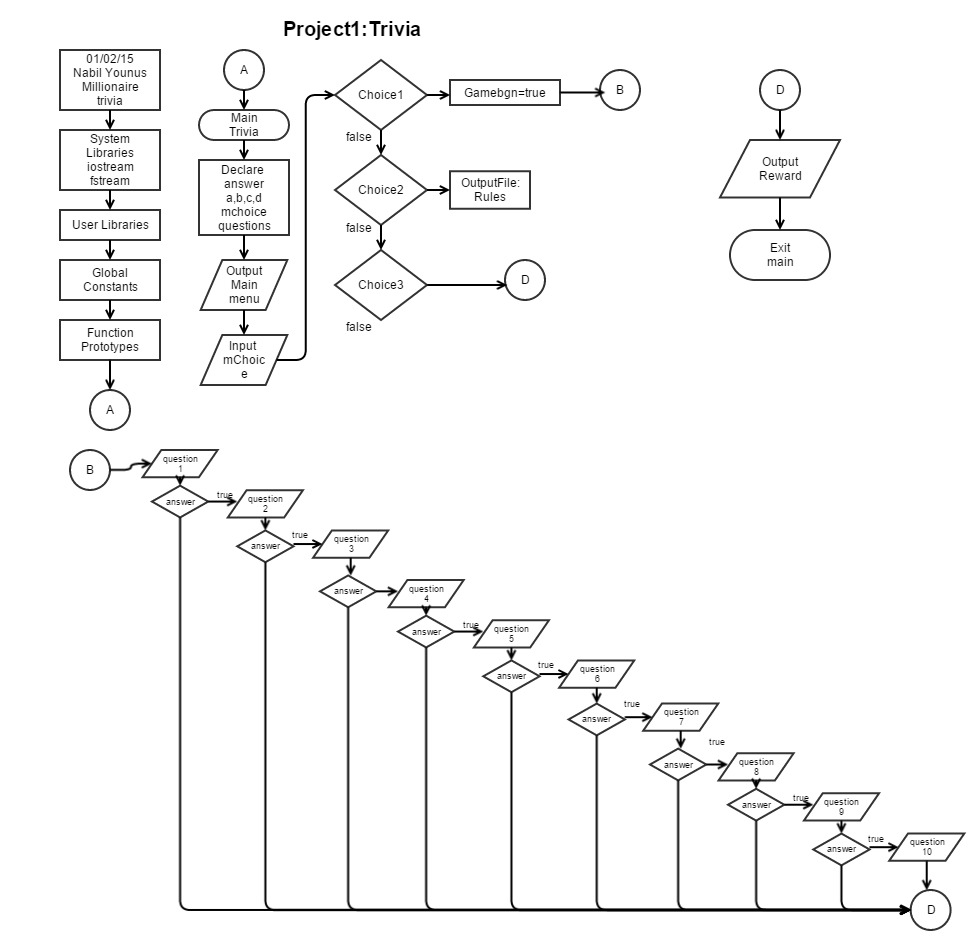 Project1:Trivia
01/02/15
Nabil Younus
Millionaire
trivia
System
Libraries
iostream
fstream
User Libraries
Global
Constants
Function
Prototypes
A
A
Main
Trivia
Declare
answer
a,b,c,d
mchoice
questions
Output
Main
menu
Input
mChoic
e
Choice1
Gamebgn=true
B
false
Choice2
OutputFile:
Rules
false
Choice3
D
false
D
Output
Reward
Exit
main
B
question
1
answer
true
question
2
answer
true
question
3
answer
question
4
answer
true
question
5
answer
true
question
6
answer
true
question
7
answer
true
question
8
answer
true
question
9
answer
true
question
10
D